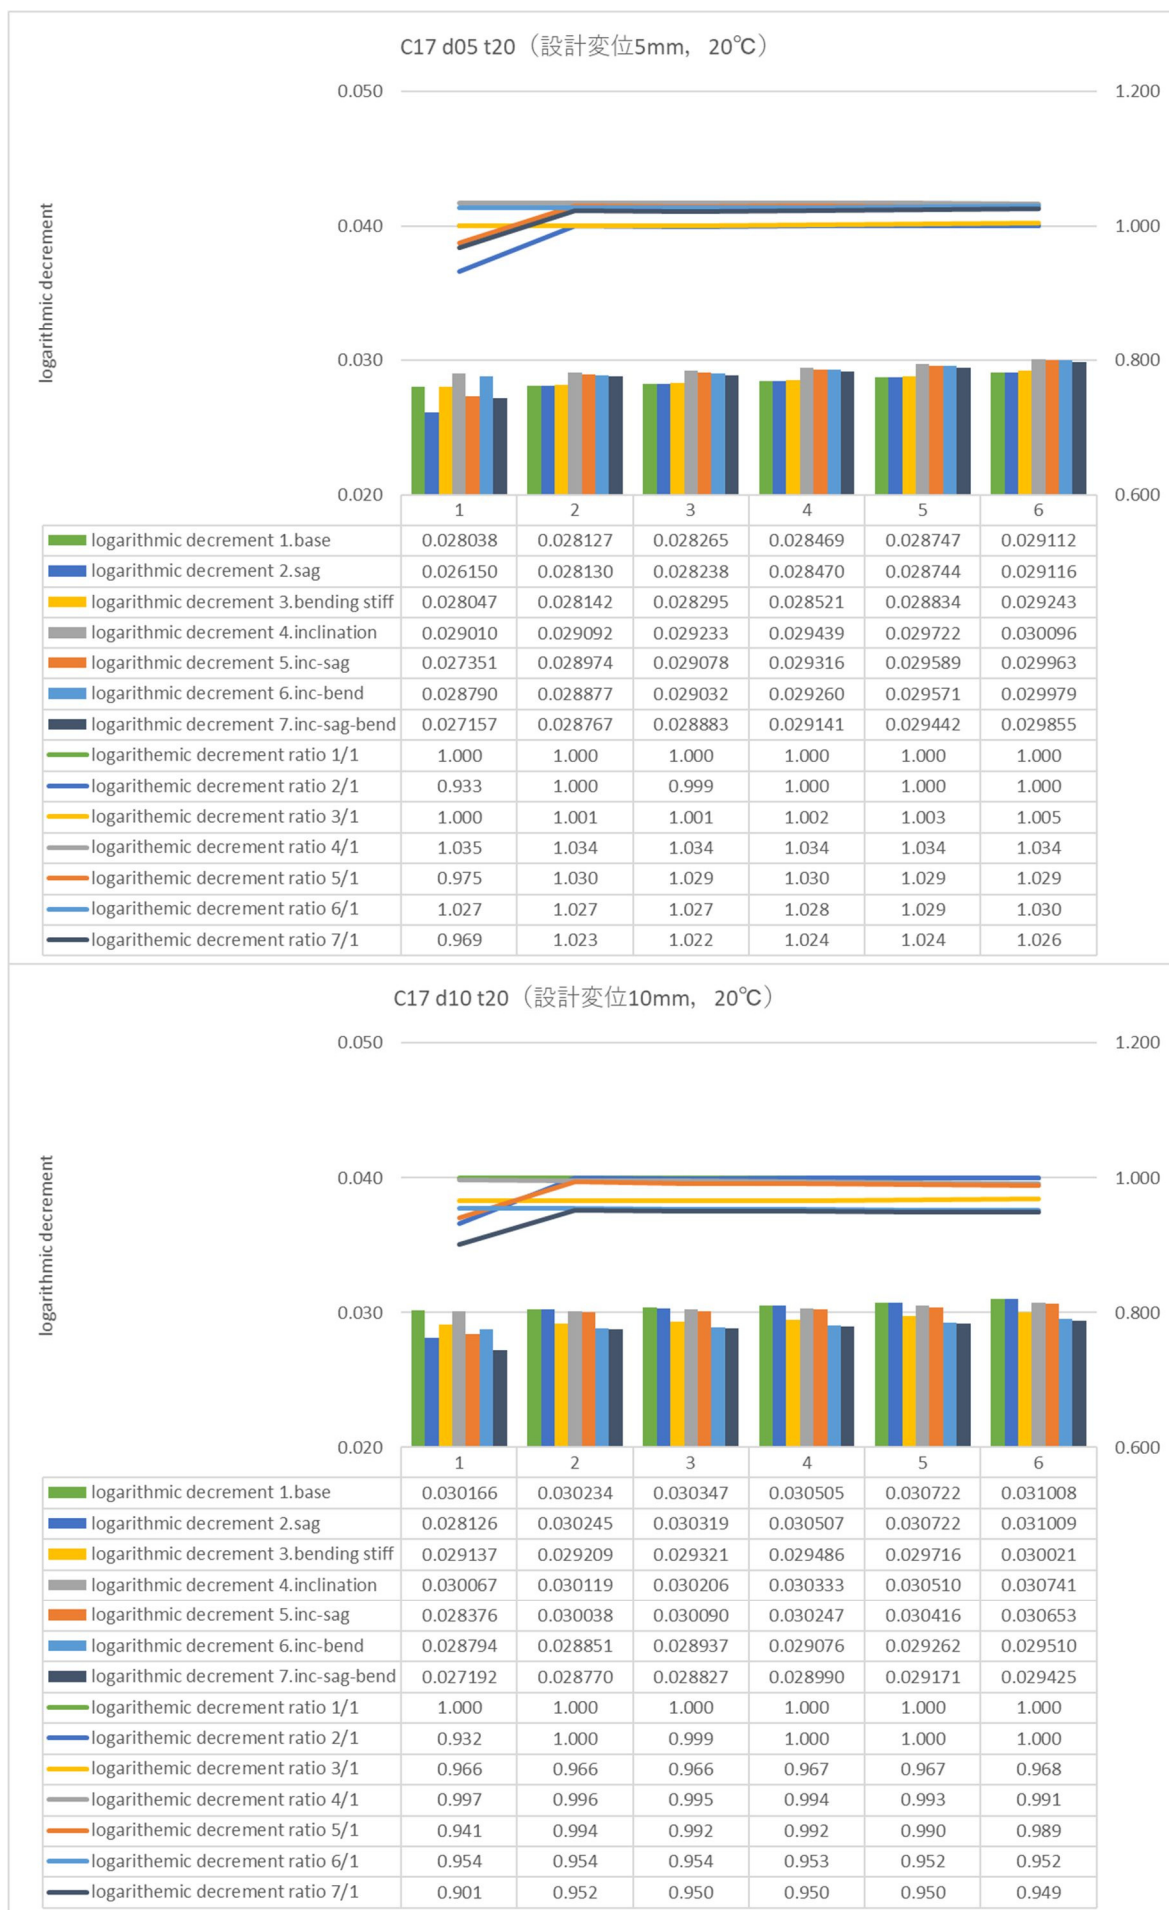 C17 d05 t20（設計変位5mm，20℃）
0.050 1.200
0.040 1.000
logarithmic decrement
0.030 0.800
0.020 0.600
1 2 3 4 5 6
logarithmic decrement 1.base 0.028038 0.028127 0.028265 0.028469 0.028747 0.029112
logarithmic decrement 2.sag 0.026150 0.028130 0.028238 0.028470 0.028744 0.029116
logarithmic decrement 3.bending stiff 0.028047 0.028142 0.028295 0.028521 0.028834 0.029243
logarithmic decrement 4.inclination 0.029010 0.029092 0.029233 0.029439 0.029722 0.030096
logarithmic decrement 5.inc-sag 0.027351 0.028974 0.029078 0.029316 0.029589 0.029963
logarithmic decrement 6.inc-bend 0.028790 0.028877 0.029032 0.029260 0.029571 0.029979
logarithmic decrement 7.inc-sag-bend 0.027157 0.028767 0.028883 0.029141 0.029442 0.029855
logarithemic decrement ratio 1/1 1.000 1.000 1.000 1.000 1.000 1.000
logarithemic decrement ratio 2/1 0.933 1.000 0.999 1.000 1.000 1.000
logarithemic decrement ratio 3/1 1.000 1.001 1.001 1.002 1.003 1.005
logarithemic decrement ratio 4/1 1.035 1.034 1.034 1.034 1.034 1.034
logarithemic decrement ratio 5/1 0.975 1.030 1.029 1.030 1.029 1.029
logarithemic decrement ratio 6/1 1.027 1.027 1.027 1.028 1.029 1.030
logarithemic decrement ratio 7/1 0.969 1.023 1.022 1.024 1.024 1.026
C17 d10 t20（設計変位10mm，20℃）
0.050 1.200
0.040 1.000
logarithmic decrement
0.030 0.800
0.020 0.600
1 2 3 4 5 6
logarithmic decrement 1.base 0.030166 0.030234 0.030347 0.030505 0.030722 0.031008
logarithmic decrement 2.sag 0.028126 0.030245 0.030319 0.030507 0.030722 0.031009
logarithmic decrement 3.bending stiff 0.029137 0.029209 0.029321 0.029486 0.029716 0.030021
logarithmic decrement 4.inclination 0.030067 0.030119 0.030206 0.030333 0.030510 0.030741
logarithmic decrement 5.inc-sag 0.028376 0.030038 0.030090 0.030247 0.030416 0.030653
logarithmic decrement 6.inc-bend 0.028794 0.028851 0.028937 0.029076 0.029262 0.029510
logarithmic decrement 7.inc-sag-bend 0.027192 0.028770 0.028827 0.028990 0.029171 0.029425
logarithemic decrement ratio 1/1 1.000 1.000 1.000 1.000 1.000 1.000
logarithemic decrement ratio 2/1 0.932 1.000 0.999 1.000 1.000 1.000
logarithemic decrement ratio 3/1 0.966 0.966 0.966 0.967 0.967 0.968
logarithemic decrement ratio 4/1 0.997 0.996 0.995 0.994 0.993 0.991
logarithemic decrement ratio 5/1 0.941 0.994 0.992 0.992 0.990 0.989
logarithemic decrement ratio 6/1 0.954 0.954 0.954 0.953 0.952 0.952
logarithemic decrement ratio 7/1 0.901 0.952 0.950 0.950 0.950 0.949